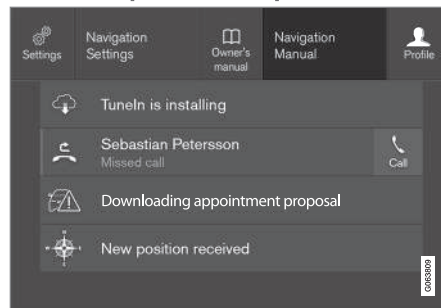 Settings
Navigation
Settings
Owner's
manual
Navigation
Manual
Profile
TuneIn is installing
Sebastian Petersson
Missed call
Call
Downloading appointment proposal
New position received
G063809